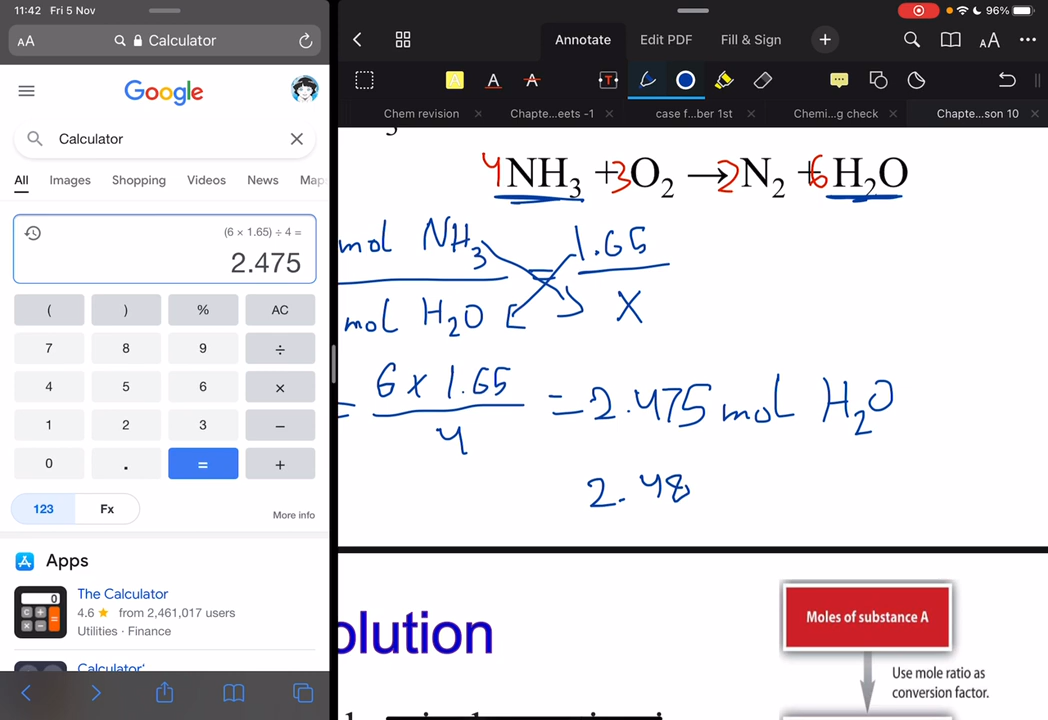 11:42 Fri 5 Nov
96%
AA Calculator
Google
Calculator
All Images Shopping Videos News Map
(6 × 1.65) ÷ 4 =
2.475
( ) % AC
7 8 9 ÷
4 5 6 ×
1 2 3 −
0 . = +
123 Fx
More info
Apps
The Calculator
4.6 ★ from 2,461,017 users
Utilities · Finance
Calculator'
Annotate Edit PDF Fill & Sign
AA
A A A T
Chem revision × Chapte...eets -1 × case f...ber 1st × Chemi...g check × Chapte...son 10 ×
4NH₃ + 3O₂ → 2N₂ + 6H₂O
mol NH₃ = 1.65
mol H₂O X
= 6 x 1.65 = 2.475 mol H₂O
4
2.48
olution
Moles of substance A
Use mole ratio as
conversion factor.